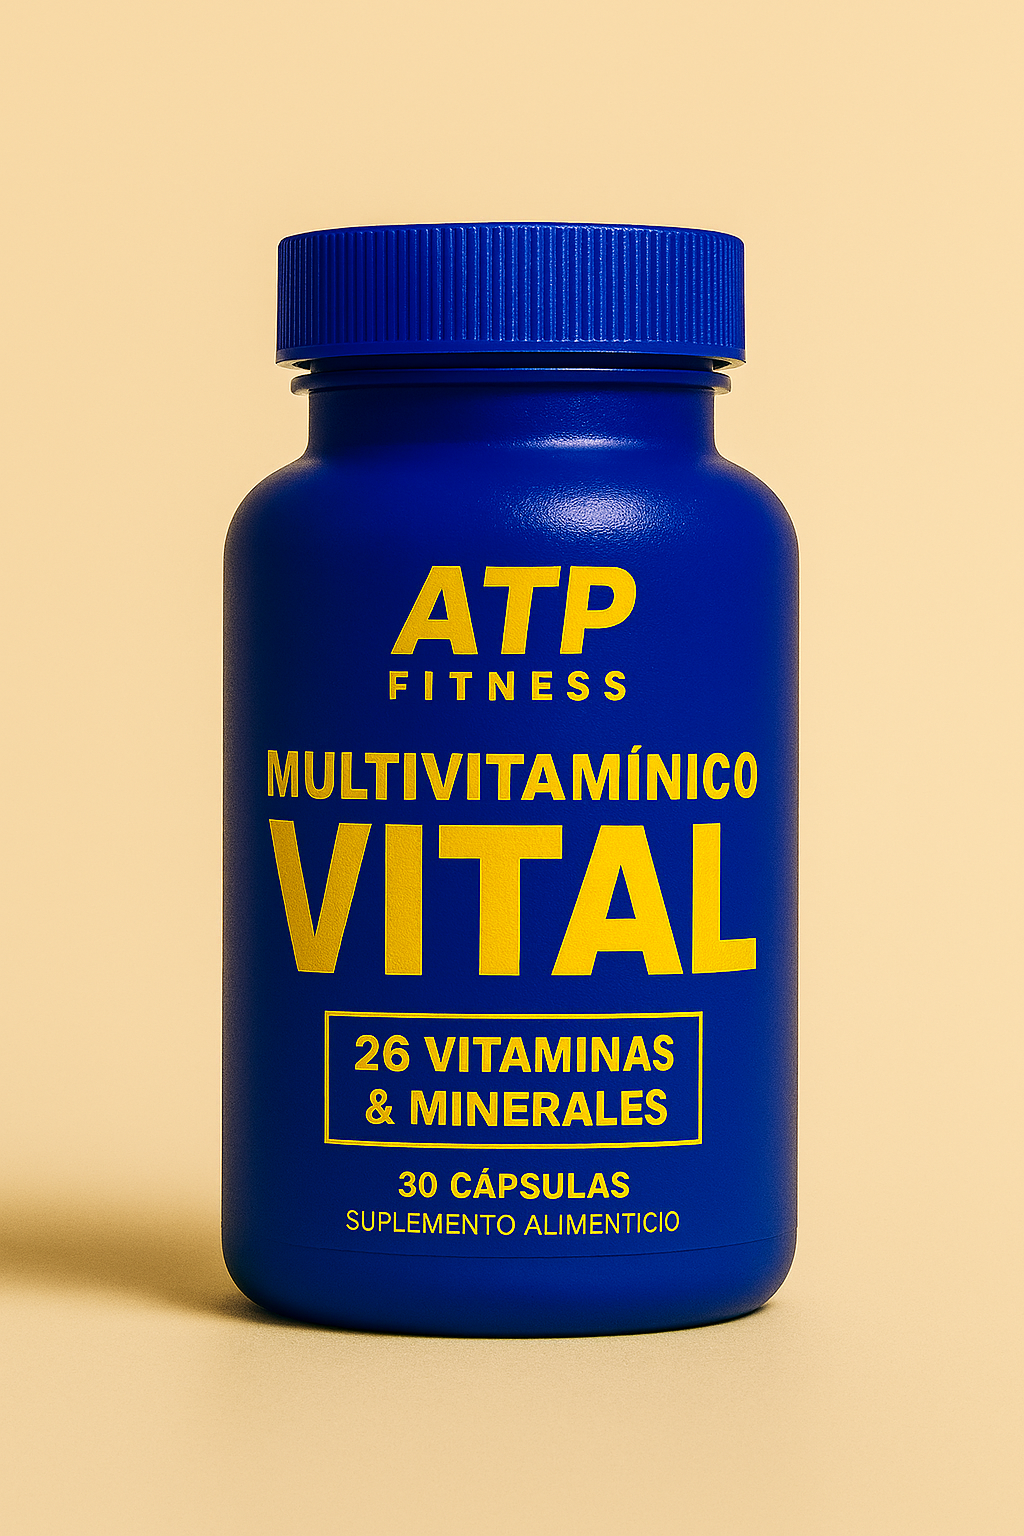 ATP
FITNESS
MULTIVITAMÍNICO
VITAL
26 VITAMINAS
& MINERALES
30 CÁPSULAS
SUPLEMENTO ALIMENTICIO